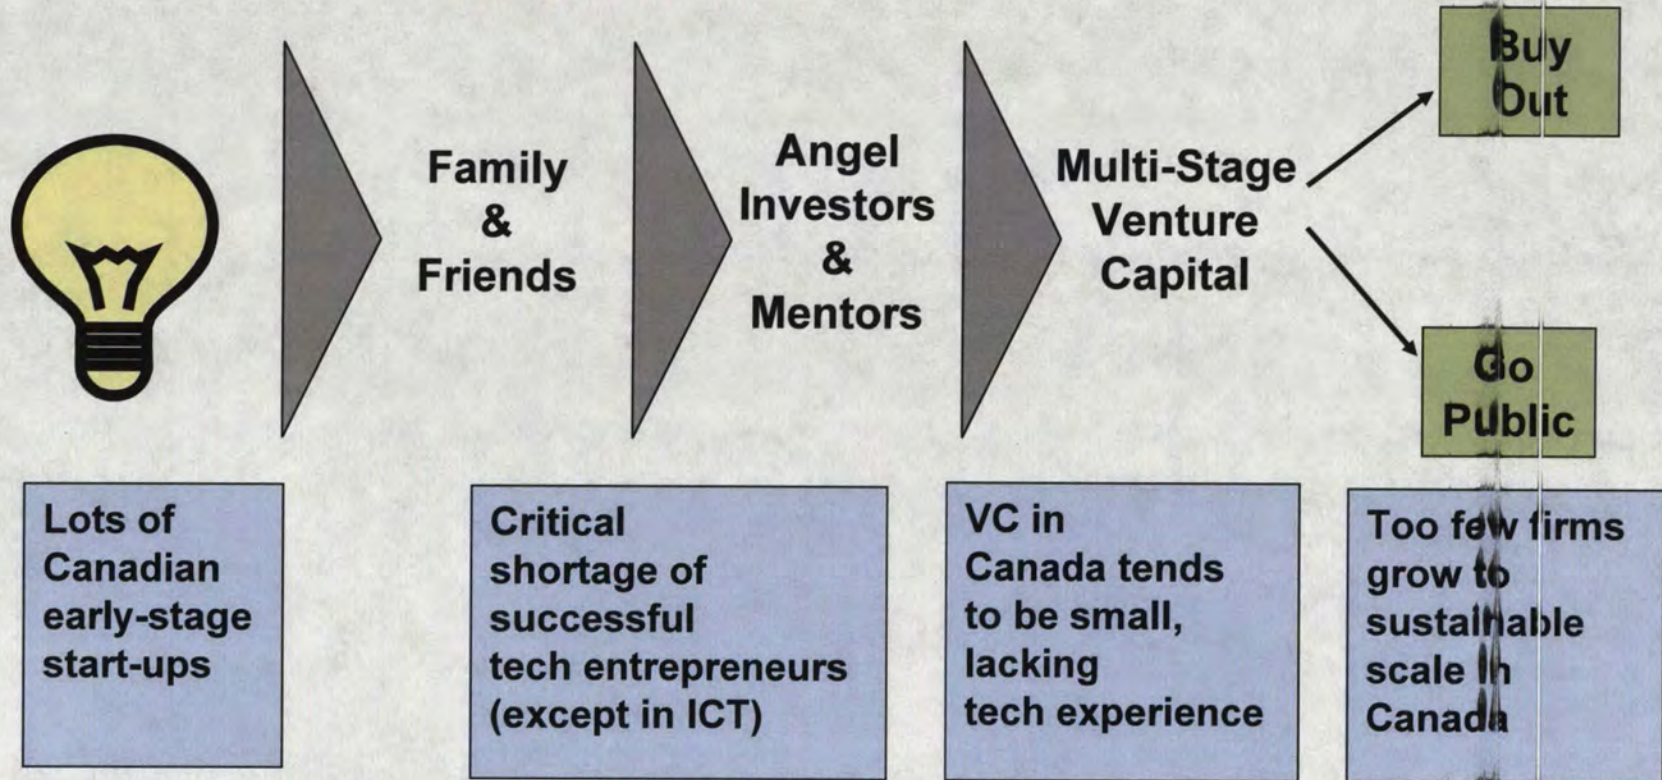 Family
&
Friends
Angel
Investors
&
Mentors
Multi-Stage
Venture
Capital
Buy
Out
Go
Public
Lots of
Canadian
early-stage
start-ups
Critical
shortage of
successful
tech entrepreneurs
(except in ICT)
VC in
Canada tends
to be small,
lacking
tech experience
Too few firms
grow to
sustainable
scale in
Canada